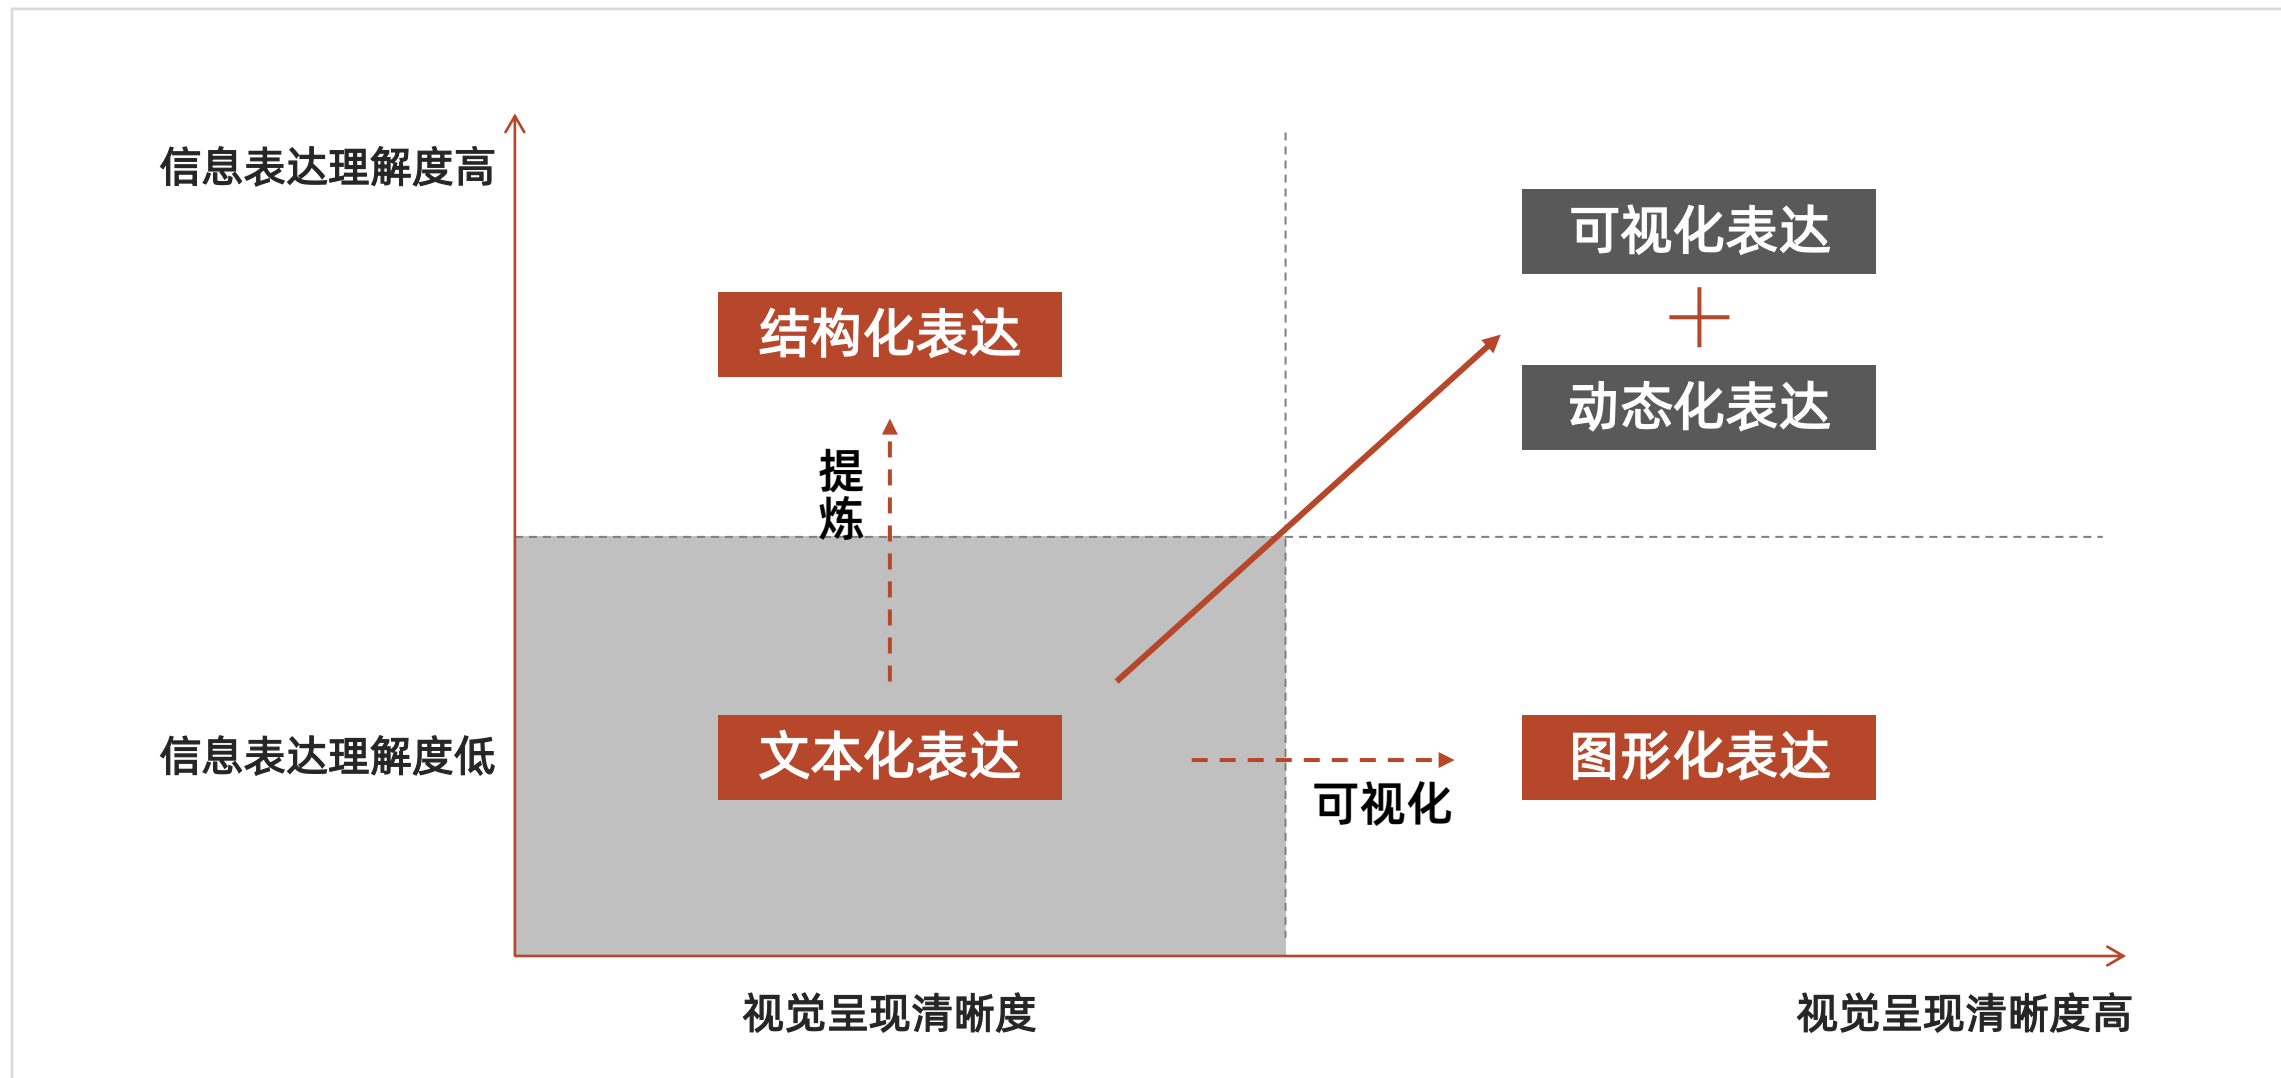 信息表达理解度高
可视化表达
结构化表达
动态化表达
提
炼
信息表达理解度低
文本化表达
图形化表达
可视化
视觉呈现清晰度
视觉呈现清晰度高